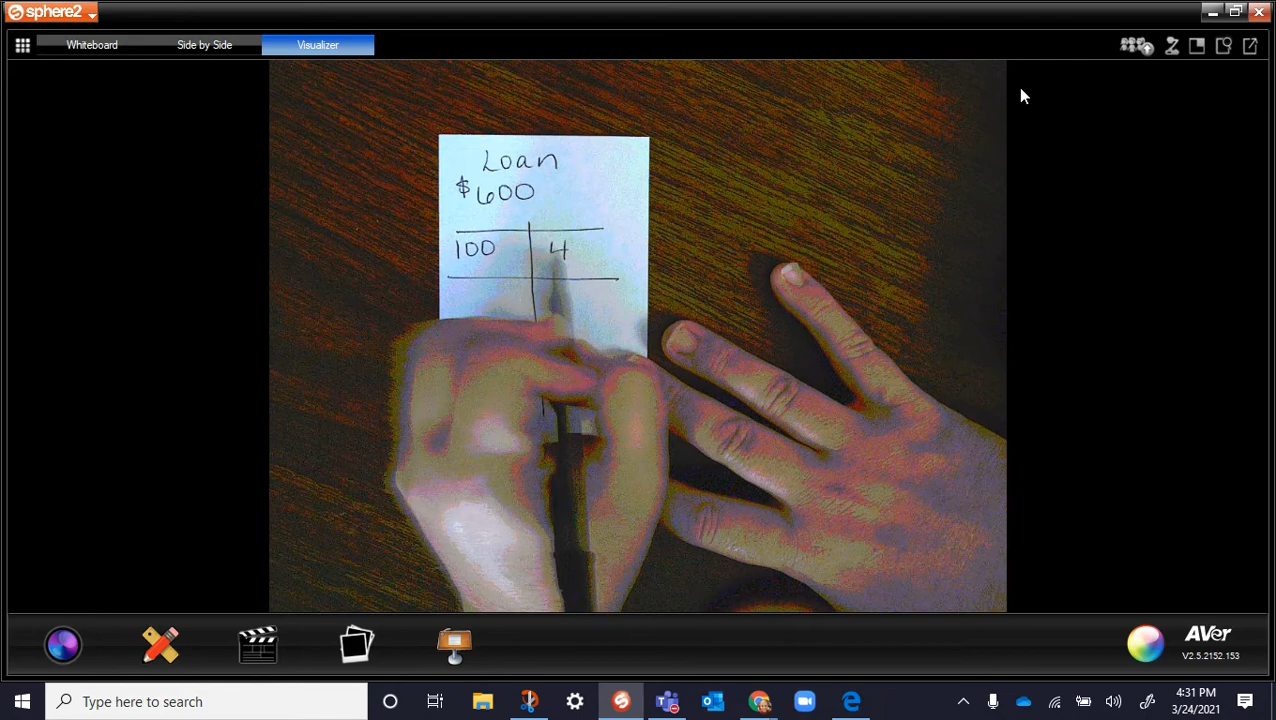 sphere2
Whiteboard
Side by Side
Visualizer
Loan
$600
100 4
AVer
V2.5.2152.153
Type here to search
4:31 PM
3/24/2021